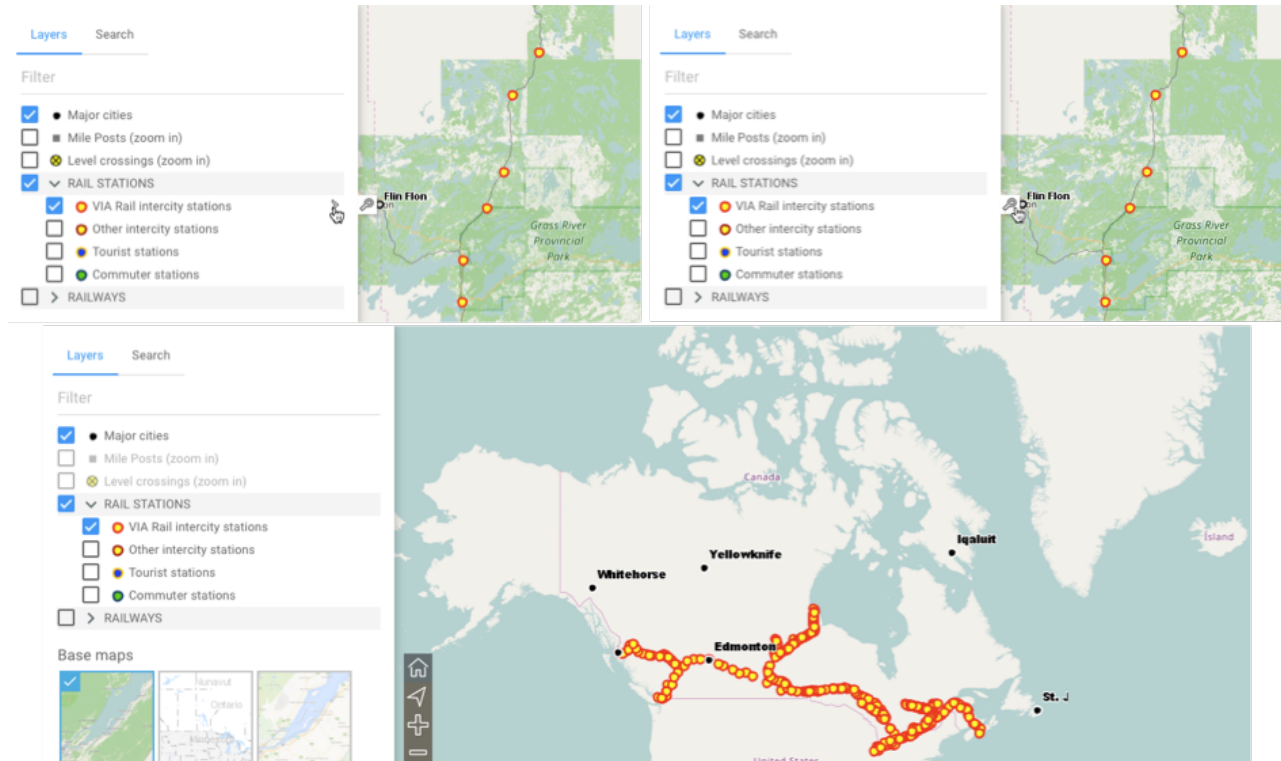 Layers Search
Filter
Major cities
Mile Posts (zoom in)
Level crossings (zoom in)
RAIL STATIONS
VIA Rail intercity stations
Other intercity stations
Tourist stations
Commuter stations
RAILWAYS
Flin Flon
Grass River
Provincial
Park
Layers Search
Filter
Major cities
Mile Posts (zoom in)
Level crossings (zoom in)
RAIL STATIONS
VIA Rail intercity stations
Other intercity stations
Tourist stations
Commuter stations
RAILWAYS
Flin Flon
Grass River
Provincial
Park
Layers Search
Filter
Major cities
Mile Posts (zoom in)
Level crossings (zoom in)
RAIL STATIONS
VIA Rail intercity stations
Other intercity stations
Tourist stations
Commuter stations
RAILWAYS
Base maps
Nunavut
Ontario
Canada
Ísland
Iqaluit
Yellowknife
Whitehorse
Edmonton
St. J
United States